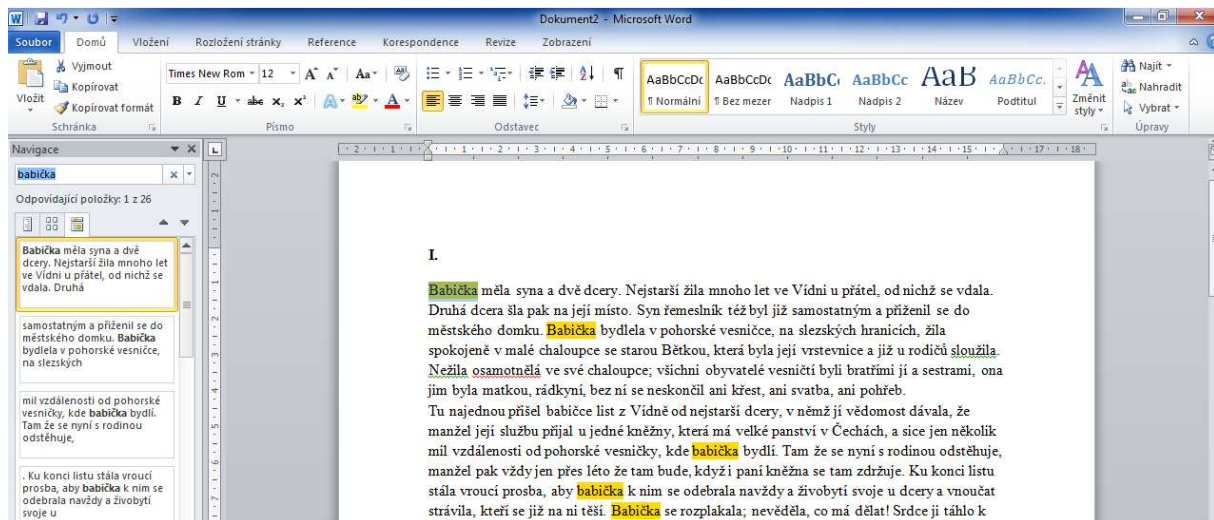 Dokument2 - Microsoft Word
Soubor Domů Vložení Rozložení stránky Reference Korespondence Revize Zobrazení
Vložit
Vyjmout
Kopírovat
Kopírovat formát
Schránka
Times New Rom 12
Písmo
Odstavec
AaBbCcDc AaBbCcDc AaBbC AaBbCc AaB AaBbCc.
¶ Normální ¶ Bez mezer Nadpis 1 Nadpis 2 Název Podtitul
Změnit styly
Styly
Najít
Nahradit
Vybrat
Úpravy
Navigace
babička
Odpovídající položky: 1 z 26
Babička měla syna a dvě
dcery. Nejstarší žila mnoho let
ve Vídni u přátel, od nichž se
vdala. Druhá
samostatným a přiženil se do
městského domku. Babička
bydlela v pohorské vesničce,
na slezských
mil vzdálenosti od pohorské
vesničky, kde babička bydlí.
Tam že se nyní s rodinou
odstěhuje,
. Ku konci listu stála vroucí
prosba, aby babička k nim se
odebrala navždy a živobytí
svoje u
I.
Babička měla syna a dvě dcery. Nejstarší žila mnoho let ve Vídni u přátel, od nichž se vdala.
Druhá dcera šla pak na její místo. Syn řemeslník též byl již samostatným a přiženil se do
městského domku. Babička bydlela v pohorské vesničce, na slezských hranicích, žila
spokojeně v malé chaloupce se starou Bětkou, která byla její vrstevnice a již u rodičů sloužila.
Nežila osamotnělá ve své chaloupce; všichni obyvatelé vesničtí byli bratřími jí a sestrami, ona
jim byla matkou, rádkyní, bez ní se neskončil ani křest, ani svatba, ani pohřeb.
Tu najednou přišel babičce list z Vídně od nejstarší dcery, v němž jí vědomost dávala, že
manžel její službu přijal u jedné kněžny, která má velké panství v Čechách, a sice jen několik
mil vzdálenosti od pohorské vesničky, kde babička bydlí. Tam že se nyní s rodinou odstěhuje,
manžel pak vždy jen přes léto že tam bude, když i paní kněžna se tam zdržuje. Ku konci listu
stála vroucí prosba, aby babička k nim se odebrala navždy a živobytí svoje u dcery a vnoučat
strávila, kteří se již na ni těší. Babička se rozplakala; nevěděla, co má dělat! Srdce ji táhlo k